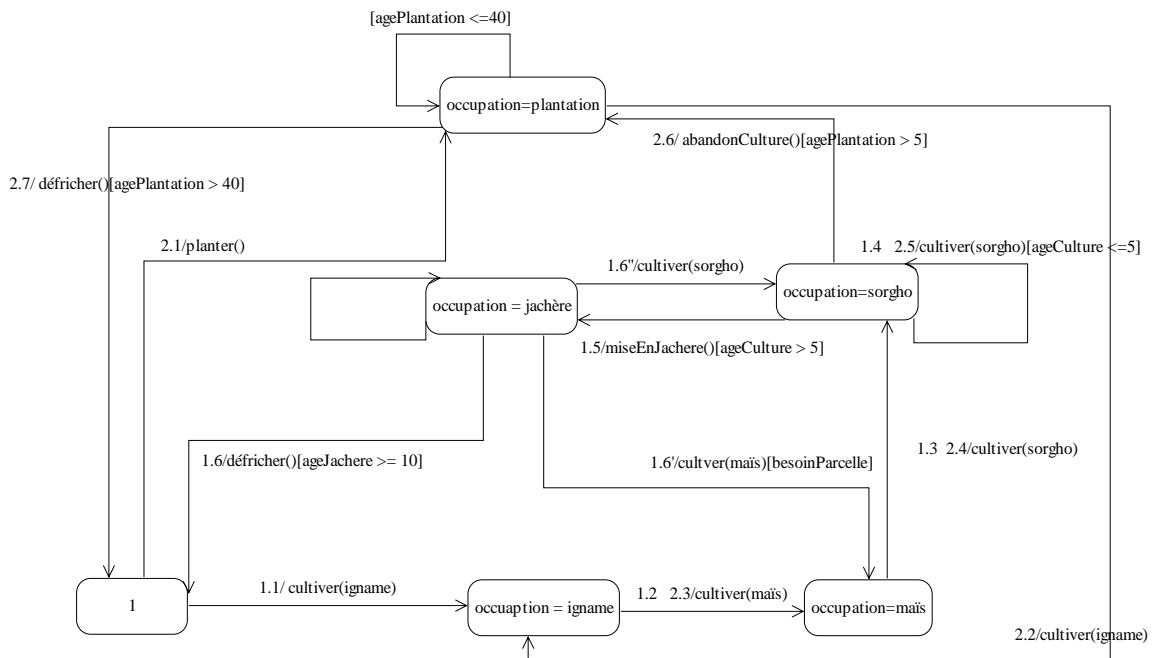 [agePlantation <=40]
occupation=plantation
2.6/ abandonCulture()[agePlantation > 5]
2.7/ défricher()[agePlantation > 40]
2.1/planter()
1.4 2.5/cultiver(sorgho)[ageCulture <=5]
1.6"/cultiver(sorgho)
occupation = jachère
occupation=sorgho
1.5/miseEnJachere()[ageCulture > 5]
1.6/défricher()[ageJachere >= 10]
1.6'/cultver(maïs)[besoinParcelle]
1.3 2.4/cultiver(sorgho)
1
1.1/ cultiver(igname)
occuaption = igname
1.2 2.3/cultiver(maïs)
occupation=maïs
2.2/cultiver(igname)